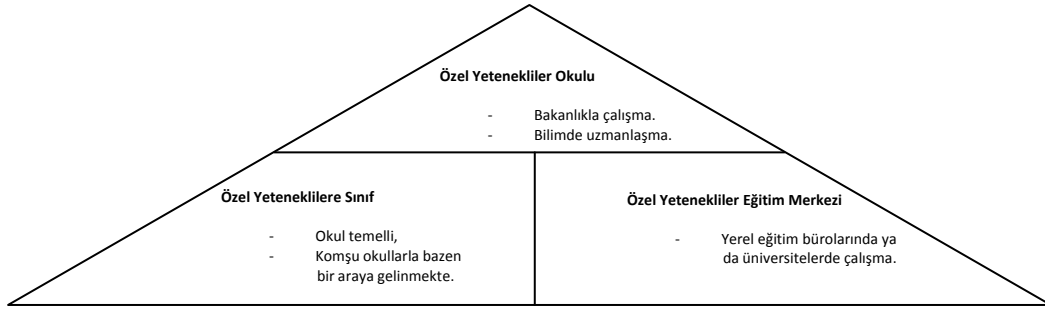 Özel Yetenekliler Okulu
- Bakanlıkla çalışma.
- Bilimde uzmanlaşma.
Özel Yeteneklilere Sınıf
- Okul temelli,
- Komşu okullarla bazen
bir araya gelinmekte.
Özel Yetenekliler Eğitim Merkezi
- Yerel eğitim bürolarında ya
da üniversitelerde çalışma.